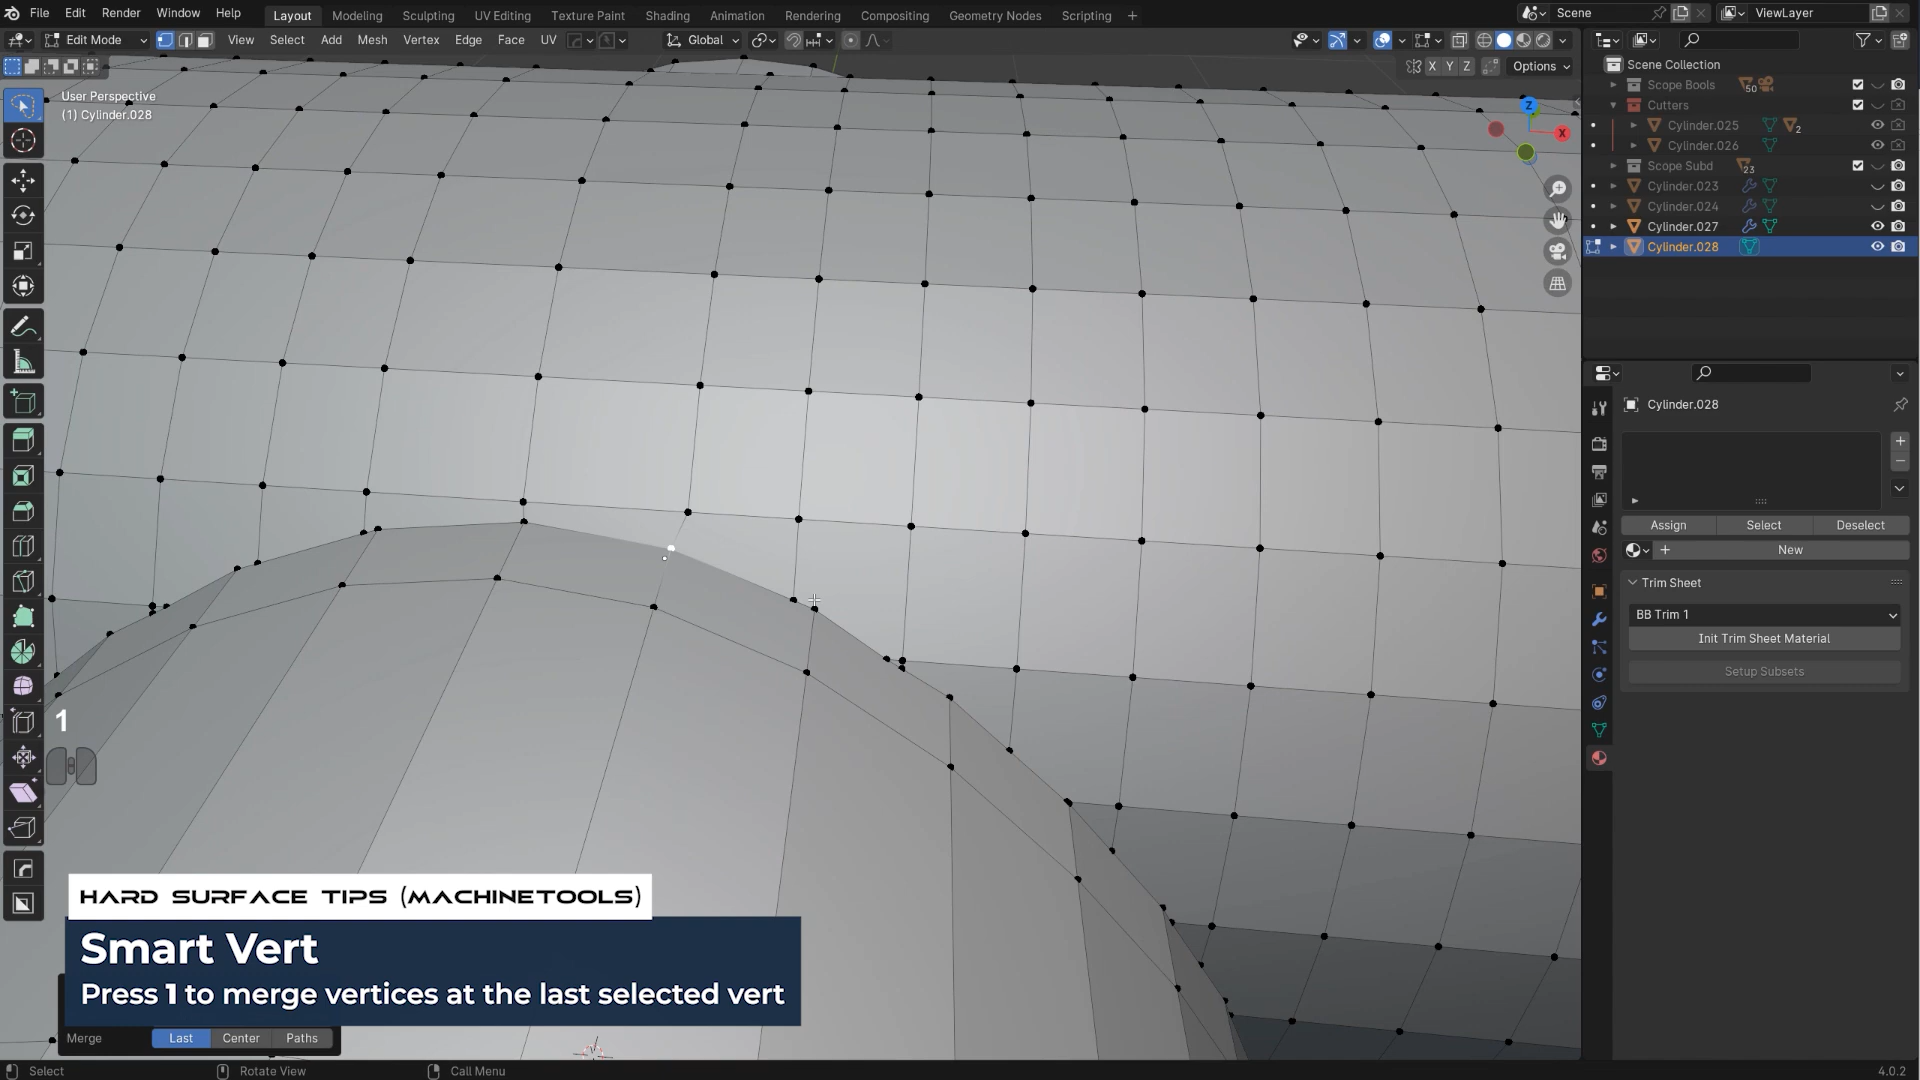 File Edit Render Window Help Layout Modeling Sculpting UV Editing Texture Paint Shading Animation Rendering Compositing Geometry Nodes Scripting + Scene ViewLayer
Edit Mode View Select Add Mesh Vertex Edge Face UV Global
X Y Z Options
User Perspective
(1) Cylinder.028
Z
X
Scene Collection
Scope Bools 50
Cutters
Cylinder.025 2
Cylinder.026
Scope Subd 23
Cylinder.023
Cylinder.024
Cylinder.027
Cylinder.028
Cylinder.028
Assign Select Deselect
New
Trim Sheet
BB Trim 1
Init Trim Sheet Material
Setup Subsets
1
HARD SURFACE TIPS (MACHINETOOLS)
Smart Vert
Press 1 to merge vertices at the last selected vert
Merge Last Center Paths
Select Rotate View Call Menu 4.0.2